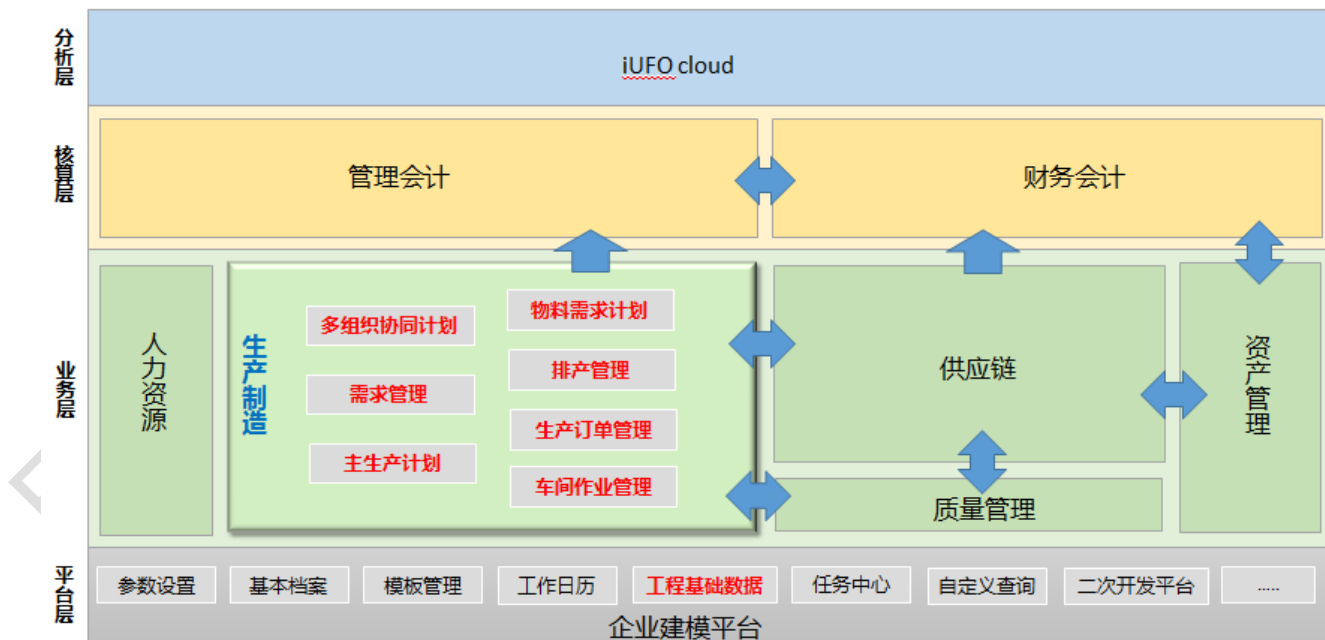 分析层
iUFO cloud
核算层
管理会计
财务会计
业务层
人力资源
生产制造
多组织协同计划
需求管理
主生产计划
物料需求计划
排产管理
生产订单管理
车间作业管理
供应链
质量管理
资产管理
平台层
参数设置
基本档案
模板管理
工作日历
工程基础数据
任务中心
自定义查询
二次开发平台
.....
企业建模平台